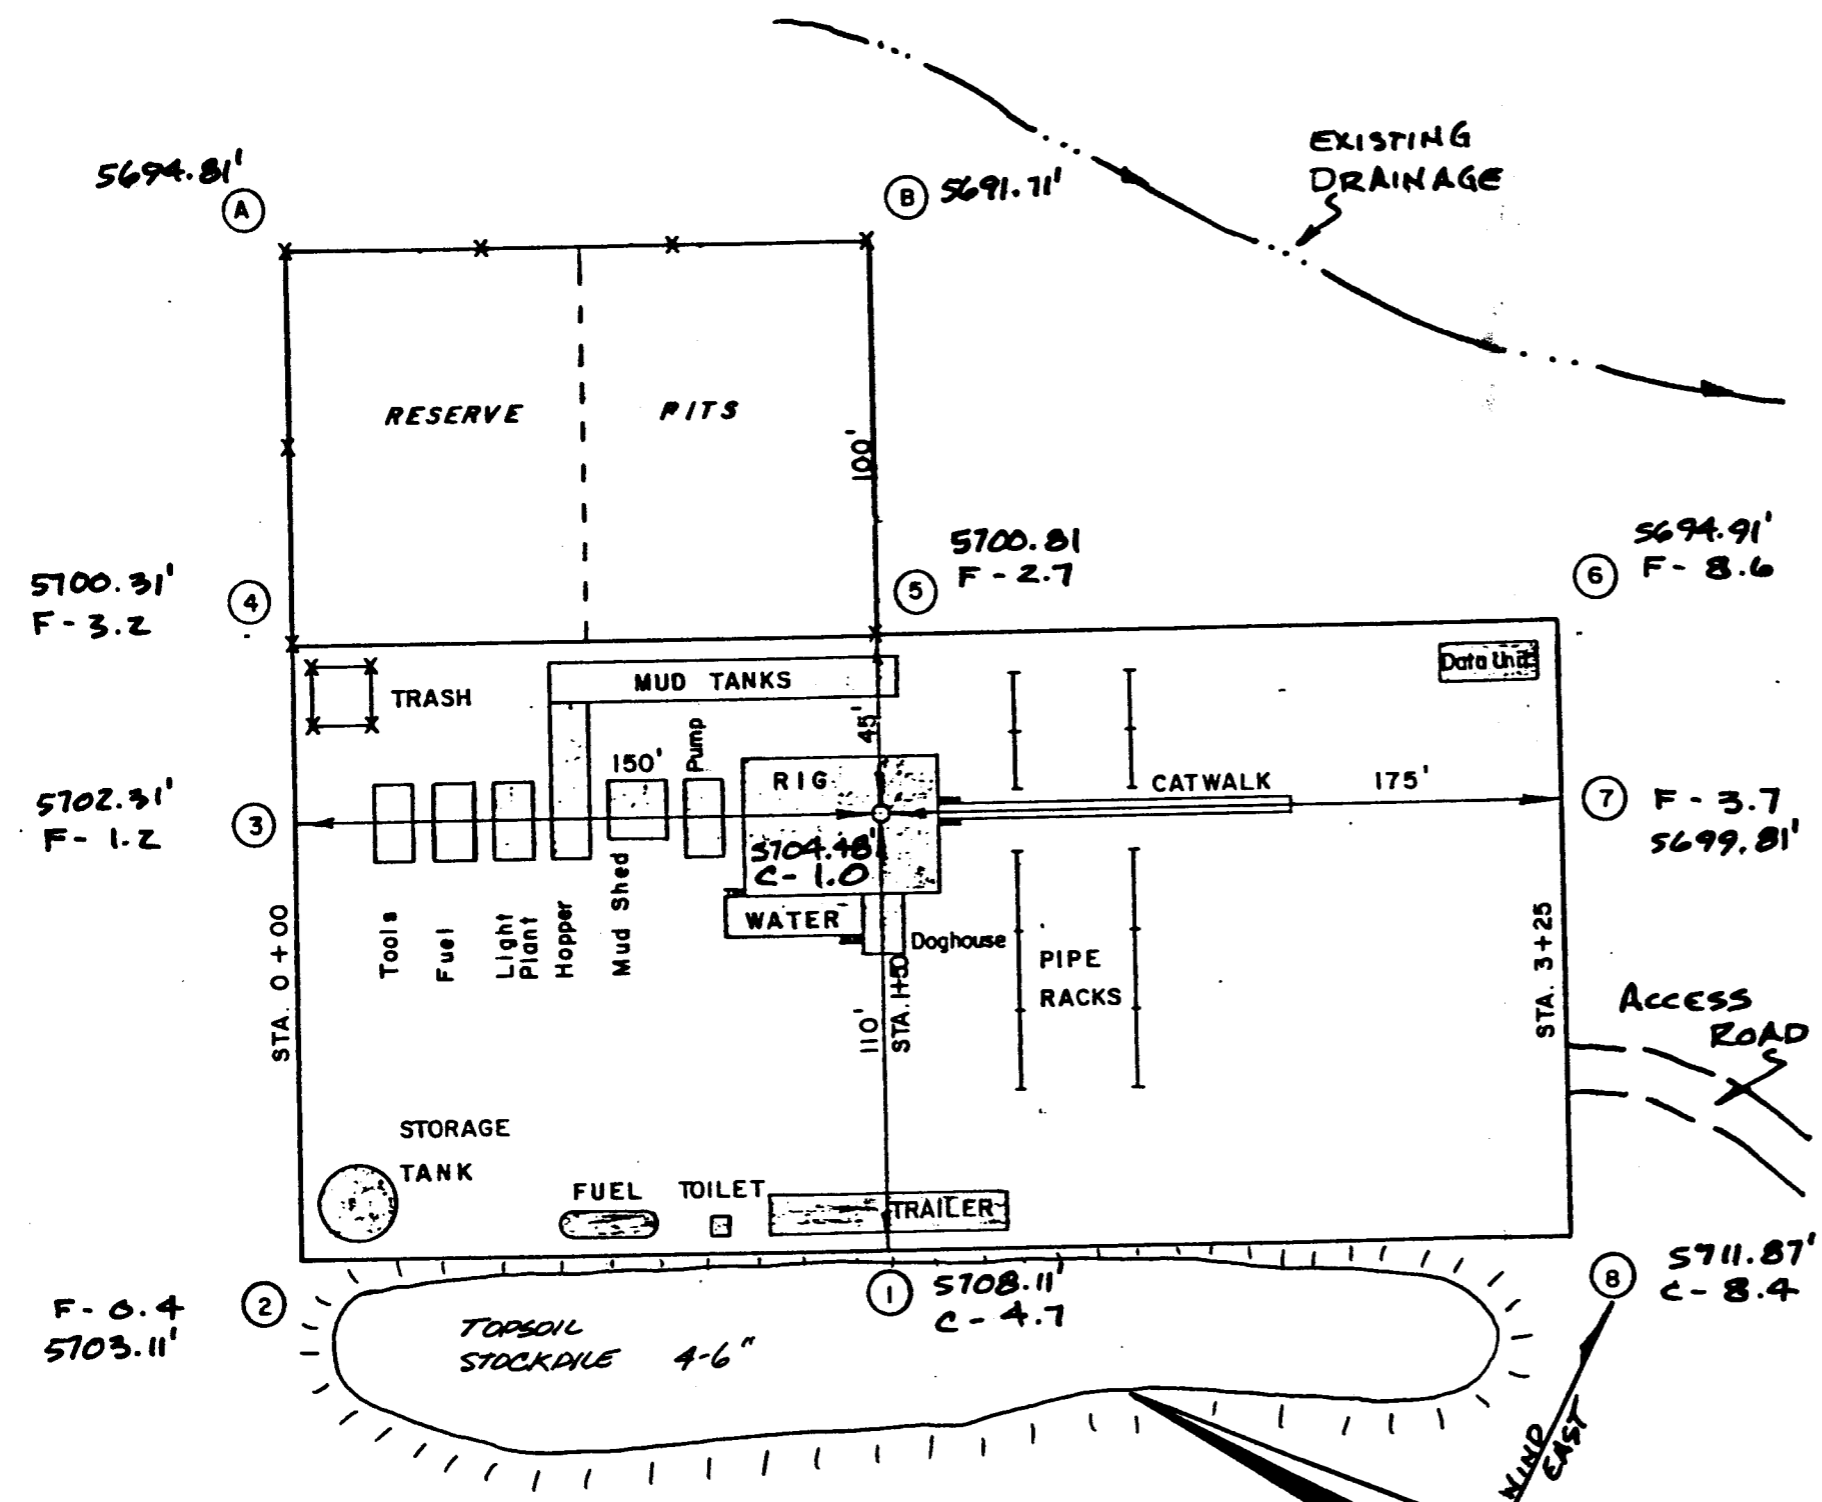 EXISTING
DRAINAGE
5694.81'
A
B 5691.71'
RESERVE PITS
100'
5700.81
F - 2.7
5
5694.91'
F - 8.6
6
5700.31'
F - 3.2
4
TRASH
MUD TANKS
Data Unit
45'
Pump
150'
RIG
CATWALK
175'
5702.31'
F - 1.2
3
7
F - 3.7
5699.81'
5704.48'
C - 1.0
WATER
Doghouse
Tools
Fuel
Light
Plant
Hopper
Mud Shed
PIPE
RACKS
STA. 0 + 00
STA. 1+50
110'
STA. 3+25
ACCESS
ROAD
STORAGE
TANK
FUEL
TOILET
TRAILER
2
F - 0.4
5703.11'
1
5708.11'
C - 4.7
8
5711.87'
C - 8.4
TOPSOIL
STOCKPILE 4-6"
WIND
EAST